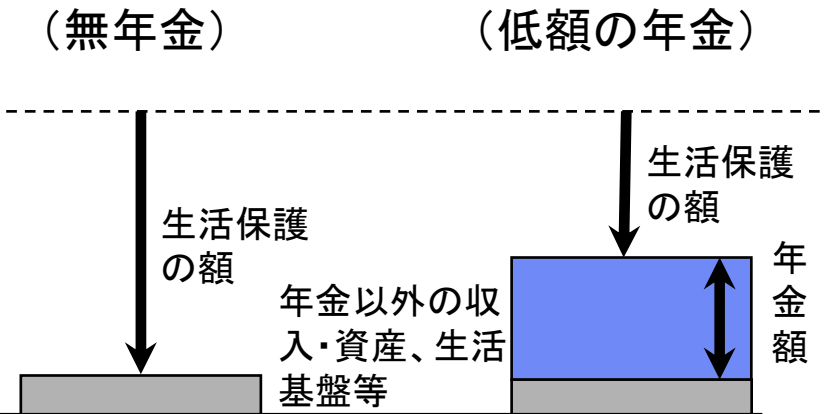 （無年金）
（低額の年金）
生活保護
の額
生活保護
の額
年金以外の収
入・資産、生活
基盤等
年
金
額